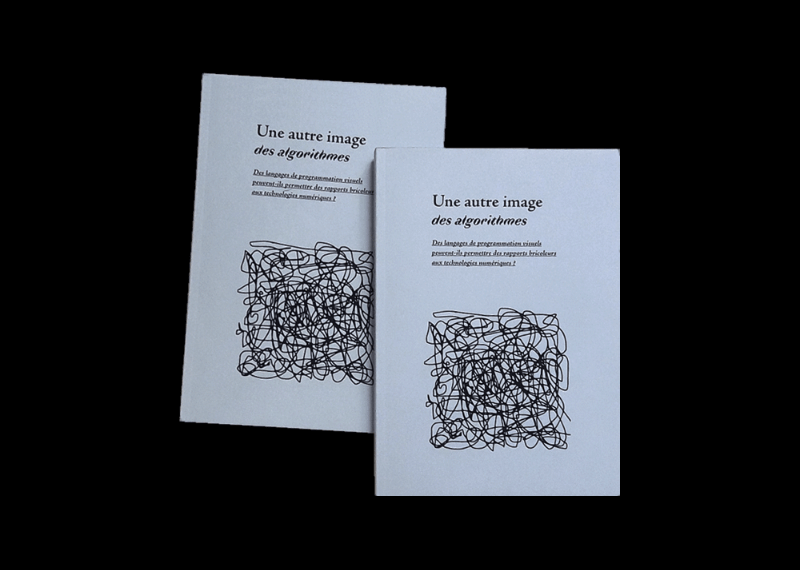 Une autre image
des algorithmes
Des langages de programmation visuels
peuvent-ils permettre des rapports bricoleurs
aux technologies numériques ?
Une autre image
des algorithmes
Des langages de programmation visuels
peuvent-ils permettre des rapports bricoleurs
aux technologies numériques ?